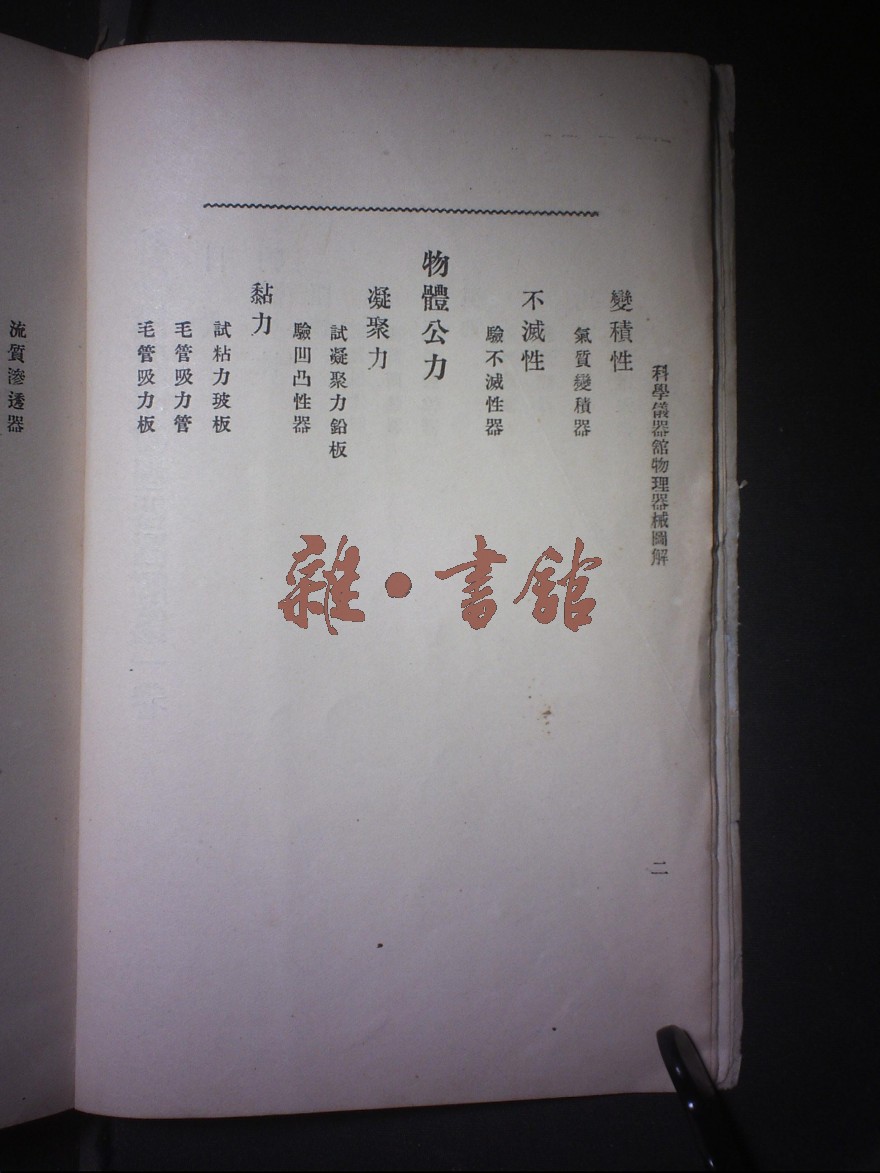 科學儀器舘物理器械圖解
二
變積性
氣質變積器
不滅性
驗不滅性器
物體公力
凝聚力
試凝聚力鉛板
驗凹凸性器
黏力
試粘力玻板
毛管吸力管
毛管吸力板
流質滲透器
雜·書舘